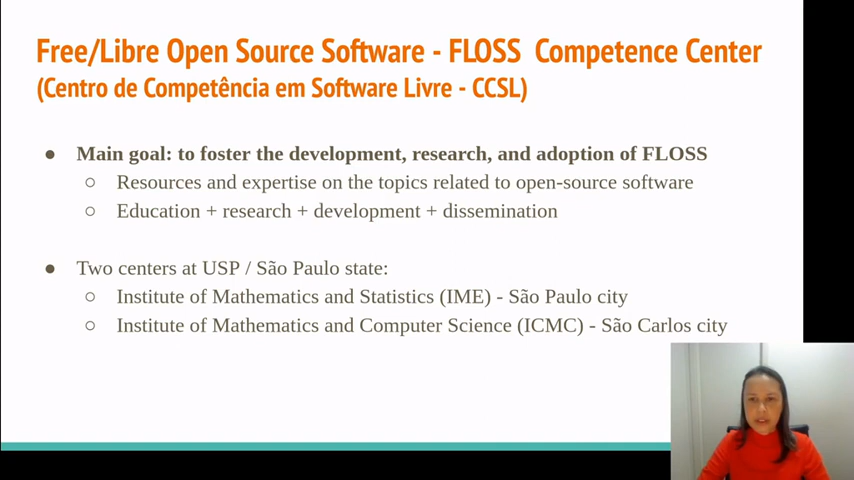 Free/Libre Open Source Software - FLOSS Competence Center
(Centro de Competência em Software Livre - CCSL)
● Main goal: to foster the development, research, and adoption of FLOSS
○ Resources and expertise on the topics related to open-source software
○ Education + research + development + dissemination
● Two centers at USP / São Paulo state:
○ Institute of Mathematics and Statistics (IME) - São Paulo city
○ Institute of Mathematics and Computer Science (ICMC) - São Carlos city